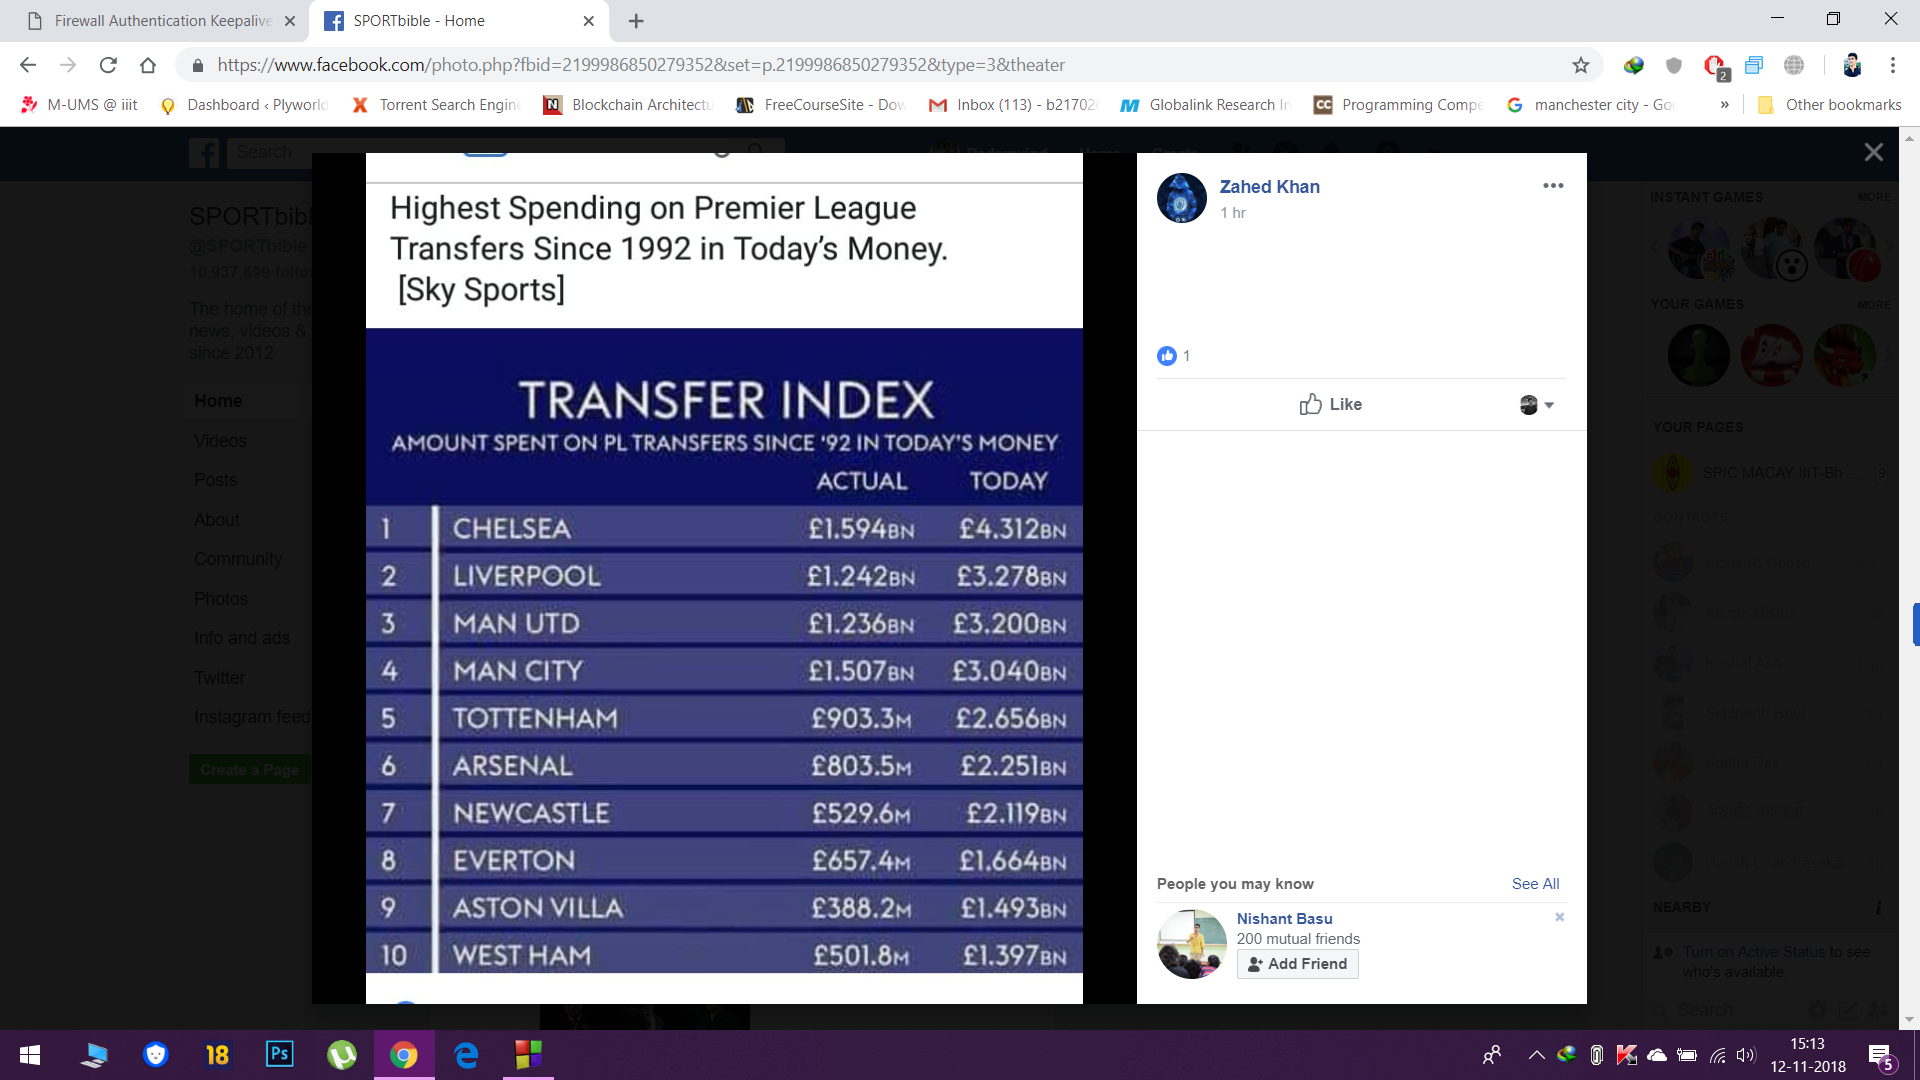 Firewall Authentication Keepalive
SPORTbible - Home
https://www.facebook.com/photo.php?fbid=2199986850279352&set=p.2199986850279352&type=3&theater
2
M-UMS @ iiit
Dashboard ‹ Plyworld
Torrent Search Engine
Blockchain Architectu
FreeCourseSite - Dow
Inbox (113) - b21702
Globalink Research In
Programming Compe
manchester city - Goo
»
Other bookmarks
Search
SPORTbibl
@SPORTbible
10,937,699 follo
The home of the
news, videos &
since 2012
Home
Videos
Posts
About
Community
Photos
Info and ads
Twitter
Instagram feed
Create a Page
Highest Spending on Premier League
Transfers Since 1992 in Today's Money.
[Sky Sports]
TRANSFER INDEX
AMOUNT SPENT ON PL TRANSFERS SINCE '92 IN TODAY'S MONEY
ACTUAL TODAY
1 CHELSEA £1.594BN £4.312BN
2 LIVERPOOL £1.242BN £3.278BN
3 MAN UTD £1.236BN £3.200BN
4 MAN CITY £1.507BN £3.040BN
5 TOTTENHAM £903.3M £2.656BN
6 ARSENAL £803.5M £2.251BN
7 NEWCASTLE £529.6M £2.119BN
8 EVERTON £657.4M £1.664BN
9 ASTON VILLA £388.2M £1.493BN
10 WEST HAM £501.8M £1.397BN
Zahed Khan
1 hr
1
Like
People you may know
See All
Nishant Basu
200 mutual friends
Add Friend
INSTANT GAMES
MORE
YOUR GAMES
MORE
YOUR PAGES
SPIC MACAY IIIT-Bh ...
9
CONTACTS
NEARBY
Turn on Active Status to see
who's available.
Search
18
Ps
15:13
12-11-2018
5